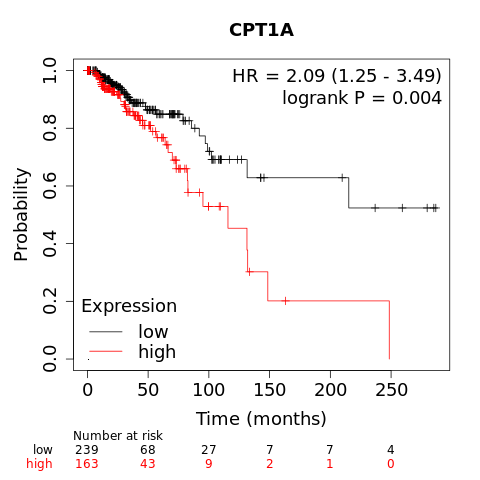 CPT1A
HR = 2.09 (1.25 - 3.49)
logrank P = 0.004
Probability
1.0
0.8
0.6
0.4
0.2
0.0
Expression
low
high
0 50 100 150 200 250
Time (months)
Number at risk
low 239 68 27 7 7 4
high 163 43 9 2 1 0